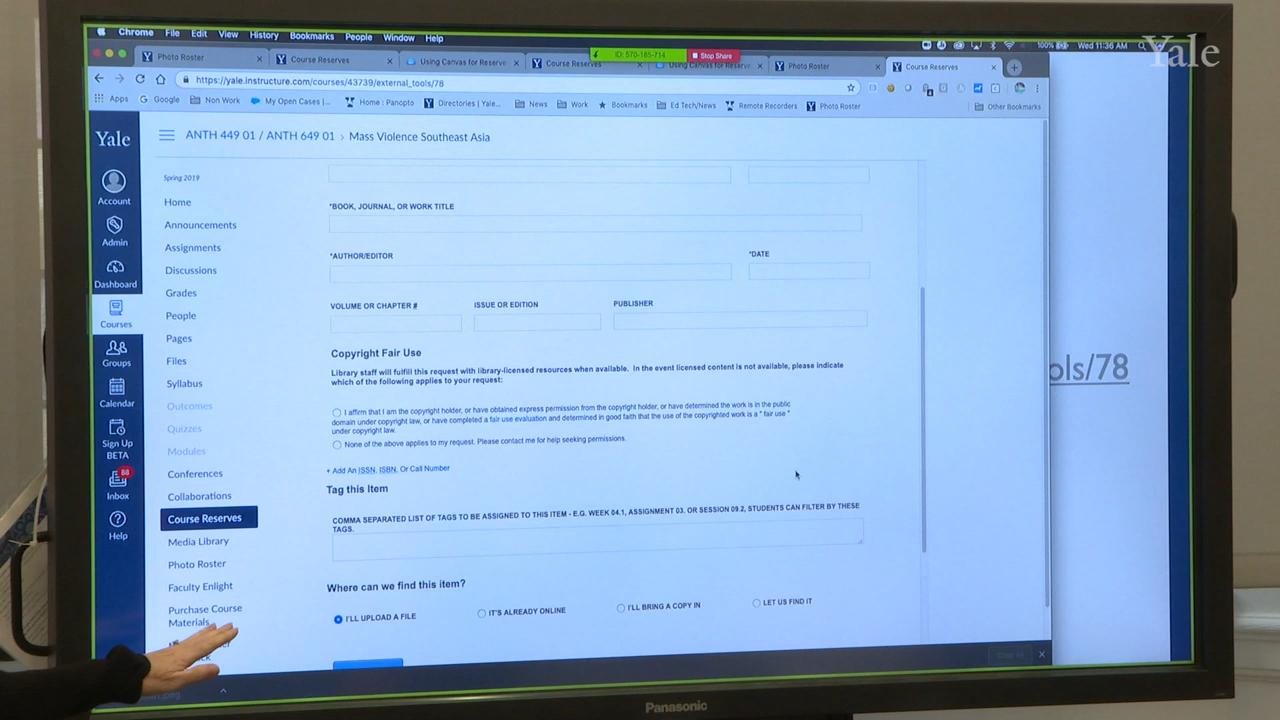 Chrome File Edit View History Bookmarks People Window Help
100% Wed 11:36 AM
Yale
ID: 570-185-714
Stop Share
Photo Roster
Course Reserves
Using Canvas for Reserve
Course Reserves
Using Canvas for Reserve
Photo Roster
Course Reserves
https://yale.instructure.com/courses/43739/external_tools/78
Apps Google Non Work My Open Cases |... Home : Panopto Directories | Yale... News Work Bookmarks Ed Tech/News Remote Recorders Photo Roster Other Bookmarks
Yale
ANTH 449 01 / ANTH 649 01 › Mass Violence Southeast Asia
Account
Admin
Dashboard
Courses
Groups
Calendar
Sign Up
BETA
88
Inbox
Help
Spring 2019
Home
Announcements
Assignments
Discussions
Grades
People
Pages
Files
Syllabus
Outcomes
Quizzes
Modules
Conferences
Collaborations
Course Reserves
Media Library
Photo Roster
Faculty Enlight
Purchase Course
Materials
*BOOK, JOURNAL, OR WORK TITLE
*AUTHOR/EDITOR
*DATE
VOLUME OR CHAPTER #
ISSUE OR EDITION
PUBLISHER
Copyright Fair Use
Library staff will fulfill this request with library-licensed resources when available. In the event licensed content is not available, please indicate
which of the following applies to your request:
I affirm that I am the copyright holder, or have obtained express permission from the copyright holder, or have determined the work is in the public
domain under copyright law, or have completed a fair use evaluation and determined in good faith that the use of the copyrighted work is a " fair use "
under copyright law.
None of the above applies to my request. Please contact me for help seeking permissions.
+ Add An ISSN, ISBN, Or Call Number
Tag this Item
COMMA SEPARATED LIST OF TAGS TO BE ASSIGNED TO THIS ITEM - E.G. WEEK 04.1, ASSIGNMENT 03. OR SESSION 09.2, STUDENTS CAN FILTER BY THESE
TAGS.
Where can we find this item?
I'LL UPLOAD A FILE
IT'S ALREADY ONLINE
I'LL BRING A COPY IN
LET US FIND IT
ols/78
Panasonic